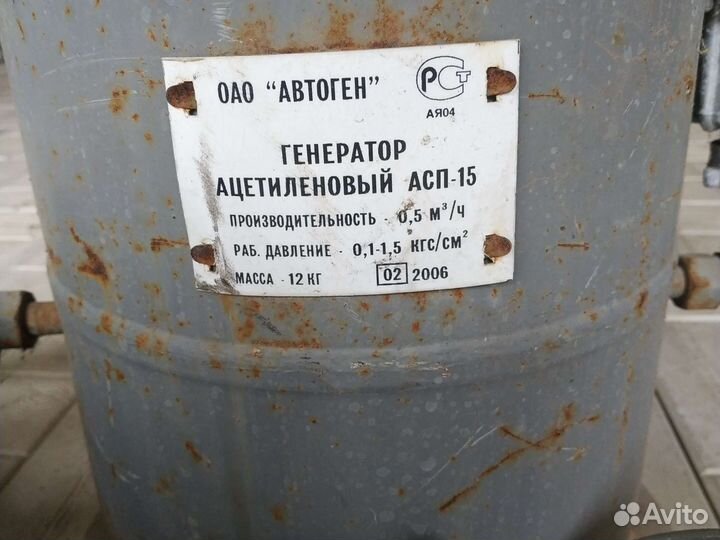 ОАО "АВТОГЕН"
РСТ
АЯ04
ГЕНЕРАТОР
АЦЕТИЛЕНОВЫЙ АСП-15
ПРОИЗВОДИТЕЛЬНОСТЬ - 0,5 М³/Ч
РАБ. ДАВЛЕНИЕ - 0,1-1,5 КГС/СМ²
МАССА - 12 КГ 02 2006
Avito